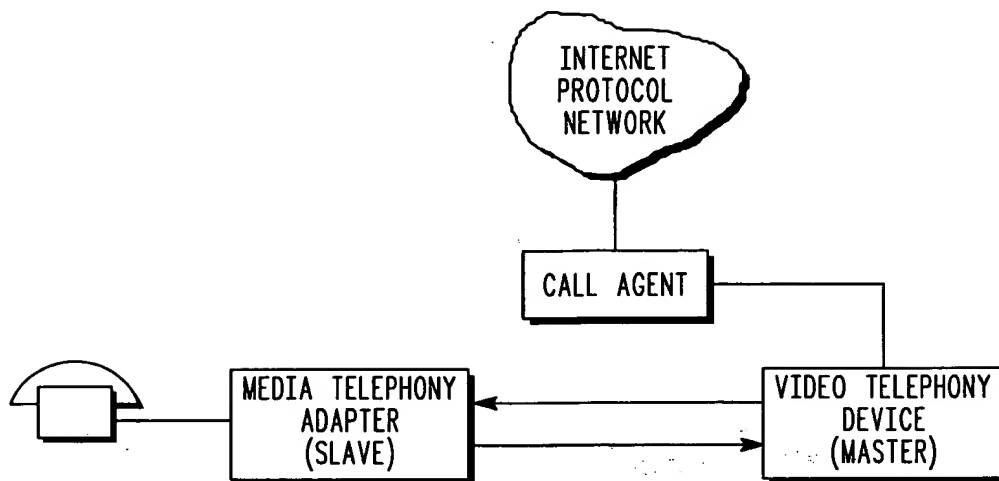 INTERNET
PROTOCOL
NETWORK
CALL AGENT
MEDIA TELEPHONY
ADAPTER
(SLAVE)
VIDEO TELEPHONY
DEVICE
(MASTER)